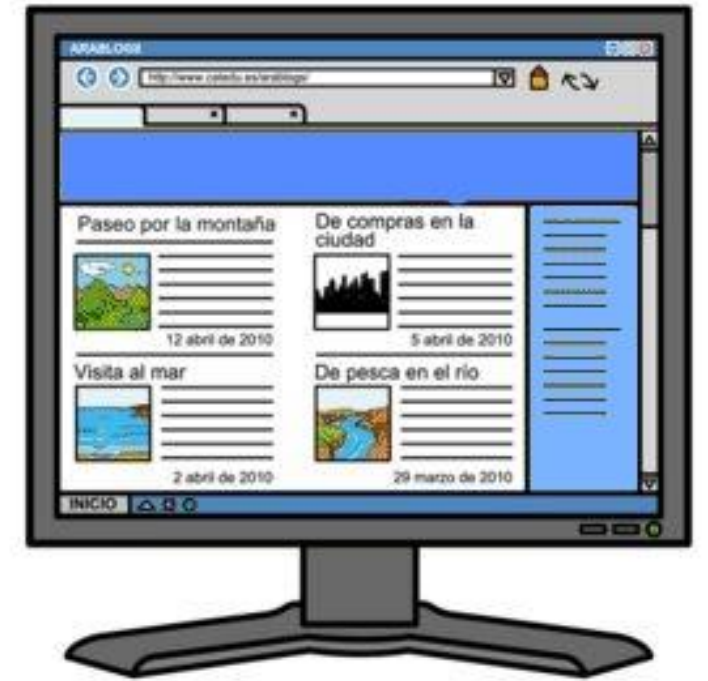 ARABLOGS
http://www.catedu.es/arablogs/
Paseo por la montaña
12 abril de 2010
De compras en la
ciudad
5 abril de 2010
Visita al mar
2 abril de 2010
De pesca en el río
29 marzo de 2010
INICIO